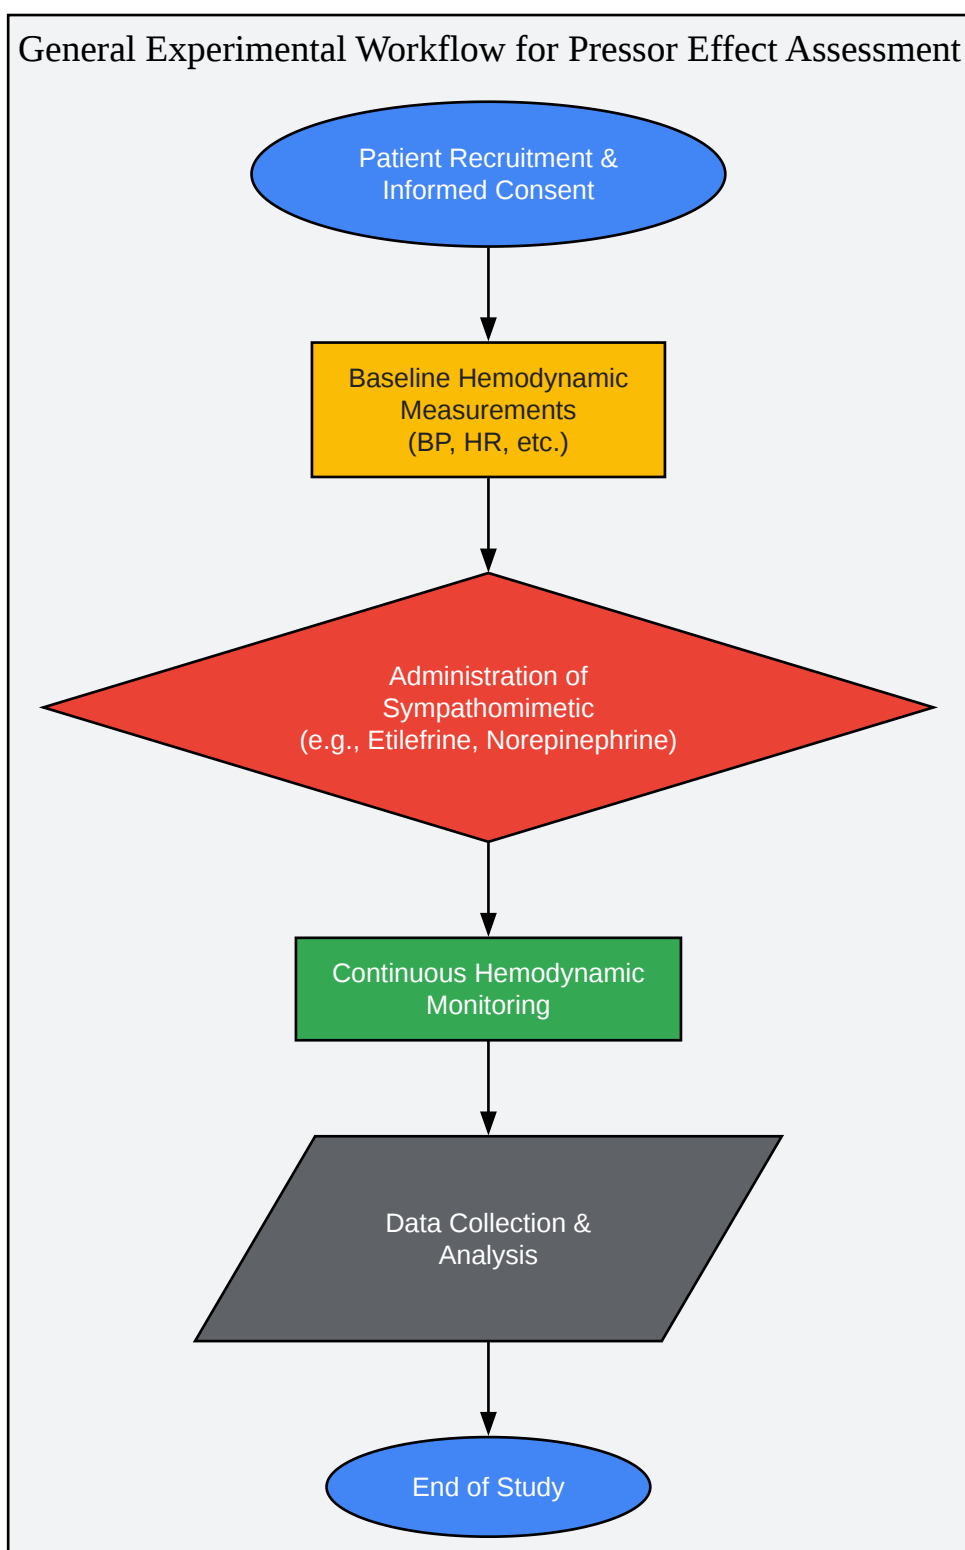 General Experimental Workflow for Pressor Effect Assessment
Patient Recruitment &
Informed Consent
Baseline Hemodynamic
Measurements
(BP, HR, etc.)
Administration of
Sympathomimetic
(e.g., Etilefrine, Norepinephrine)
Continuous Hemodynamic
Monitoring
Data Collection &
Analysis
End of Study